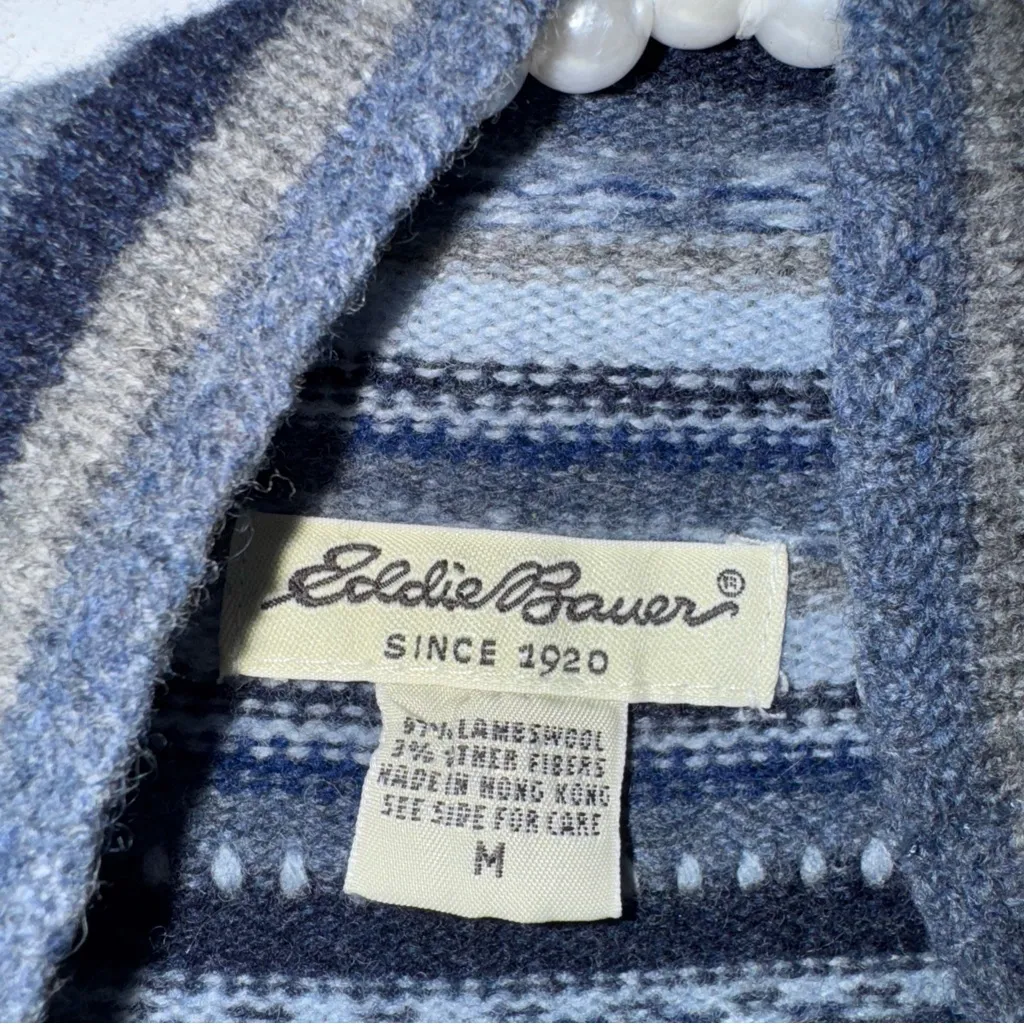 Eddie Bauer®
SINCE 1920
97% LAMBSWOOL
3% OTHER FIBERS
MADE IN HONG KONG
SEE SIDE FOR CARE
M